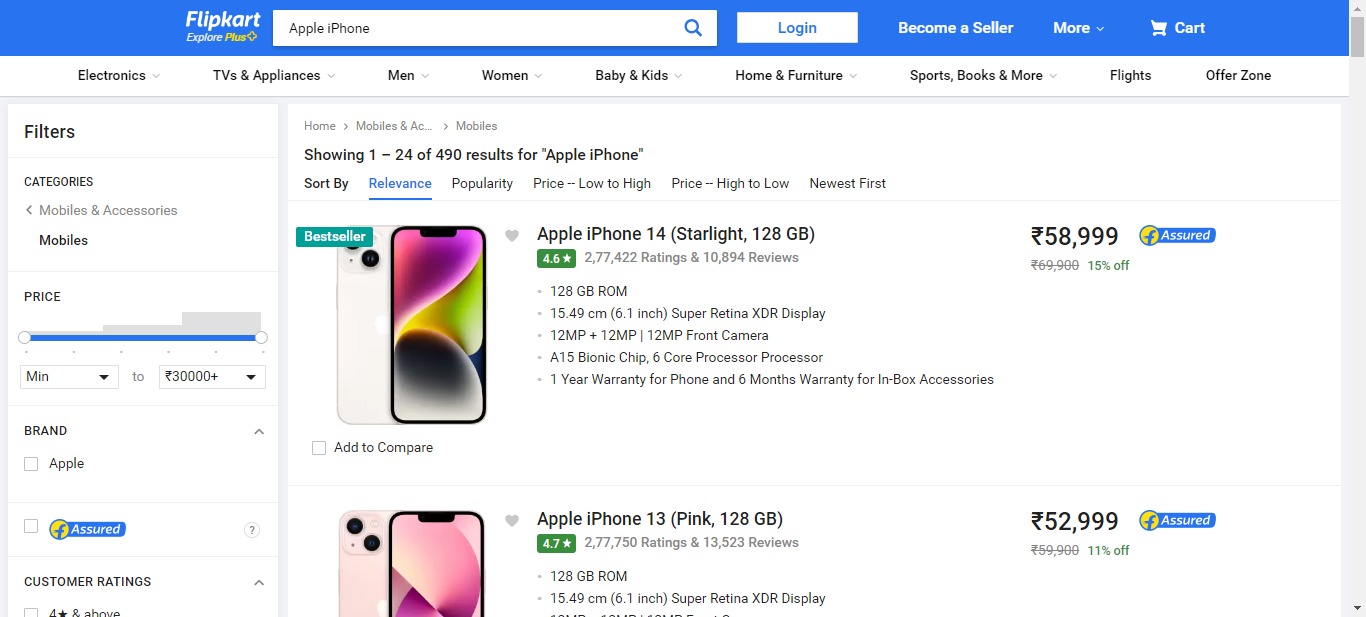 Flipkart
Explore Plus
Apple iPhone
Login
Become a Seller
More
Cart
Electronics
TVs & Appliances
Men
Women
Baby & Kids
Home & Furniture
Sports, Books & More
Flights
Offer Zone
Filters
CATEGORIES
Mobiles & Accessories
Mobiles
PRICE
Min
to
₹30000+
BRAND
Apple
Assured
?
CUSTOMER RATINGS
4★ & above
Home
Mobiles & Ac...
Mobiles
Showing 1 – 24 of 490 results for "Apple iPhone"
Sort By
Relevance
Popularity
Price -- Low to High
Price -- High to Low
Newest First
Bestseller
Apple iPhone 14 (Starlight, 128 GB)
4.6 ★ 2,77,422 Ratings & 10,894 Reviews
128 GB ROM
15.49 cm (6.1 inch) Super Retina XDR Display
12MP + 12MP | 12MP Front Camera
A15 Bionic Chip, 6 Core Processor Processor
1 Year Warranty for Phone and 6 Months Warranty for In-Box Accessories
₹58,999
Assured
₹69,900 15% off
Add to Compare
Apple iPhone 13 (Pink, 128 GB)
4.7 ★ 2,77,750 Ratings & 13,523 Reviews
128 GB ROM
15.49 cm (6.1 inch) Super Retina XDR Display
₹52,999
Assured
₹59,900 11% off